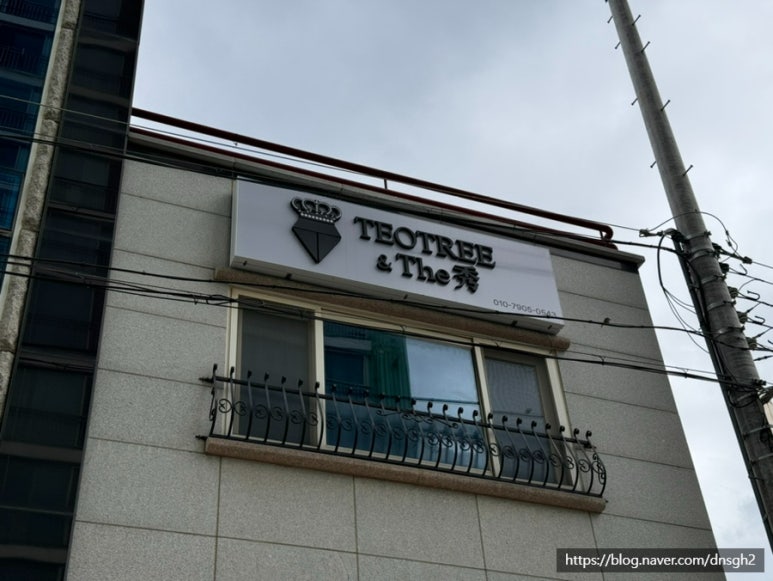 TEOTREE
& The 秀
010-7905-0543
https://blog.naver.com/dnsgh2